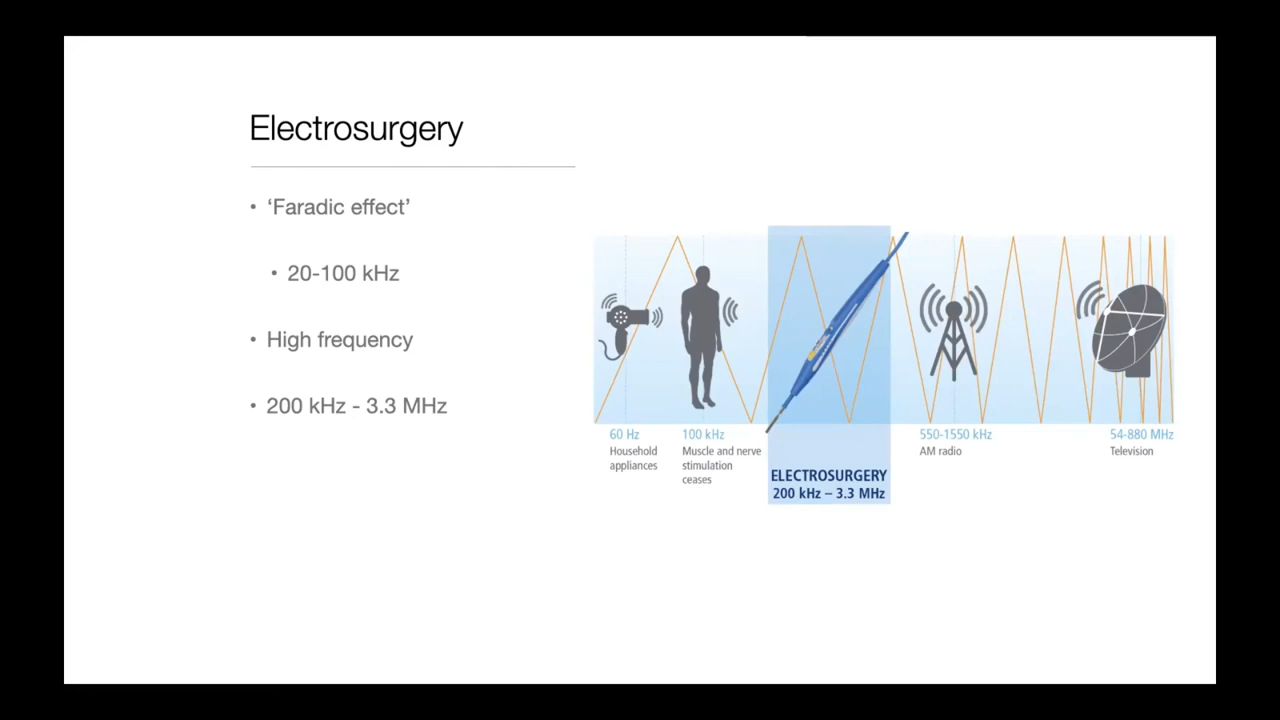 Electrosurgery
• ‘Faradic effect’
• 20-100 kHz
• High frequency
• 200 kHz - 3.3 MHz
60 Hz
Household
appliances
100 kHz
Muscle and nerve
stimulation
ceases
ELECTROSURGERY
200 kHz – 3.3 MHz
550-1550 kHz
AM radio
54-880 MHz
Television